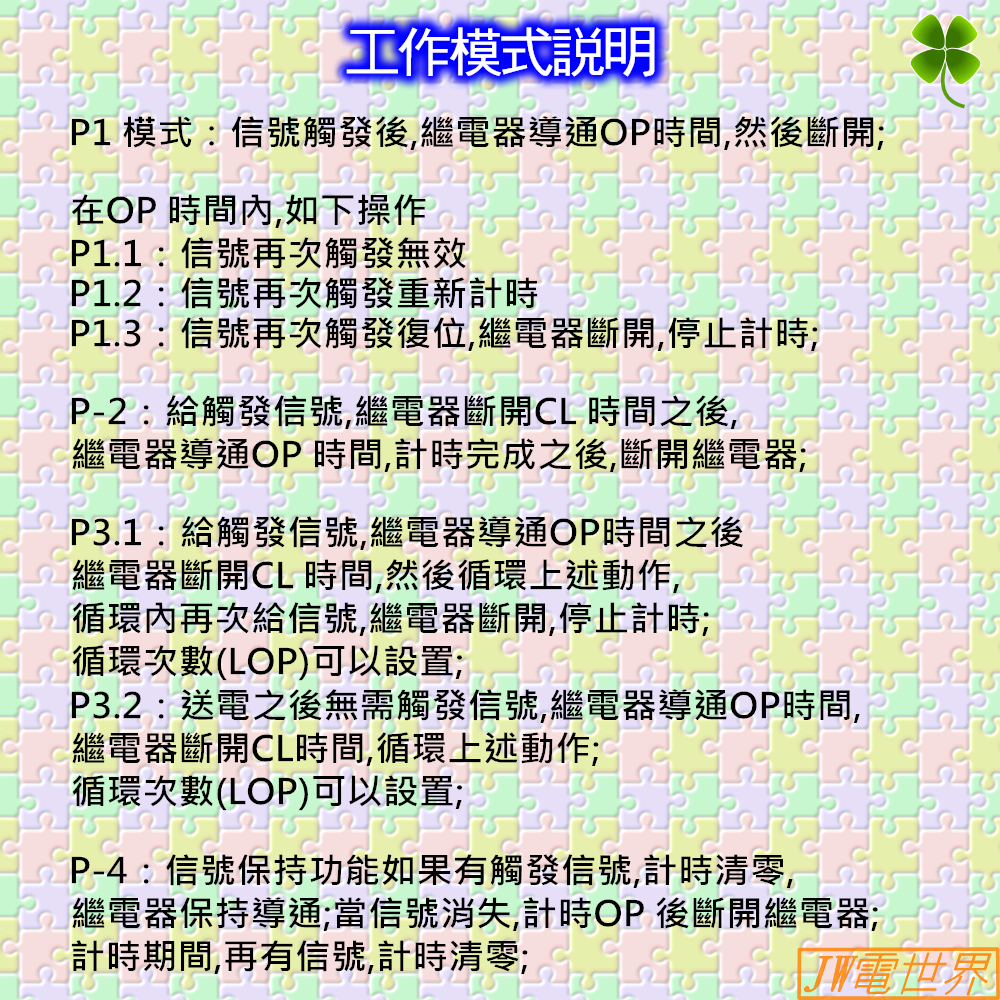 工作模式説明
P1 模式：信號觸發後,繼電器導通OP時間,然後斷開;
在OP 時間內,如下操作
P1.1：信號再次觸發無效
P1.2：信號再次觸發重新計時
P1.3：信號再次觸發復位,繼電器斷開,停止計時;
P-2：給觸發信號,繼電器斷開CL 時間之後,
繼電器導通OP 時間,計時完成之後,斷開繼電器;
P3.1：給觸發信號,繼電器導通OP時間之後
繼電器斷開CL 時間,然後循環上述動作,
循環內再次給信號,繼電器斷開,停止計時;
循環次數(LOP)可以設置;
P3.2：送電之後無需觸發信號,繼電器導通OP時間,
繼電器斷開CL時間,循環上述動作;
循環次數(LOP)可以設置;
P-4：信號保持功能如果有觸發信號,計時清零,
繼電器保持導通;當信號消失,計時OP 後斷開繼電器;
計時期間,再有信號,計時清零;
JW電世界